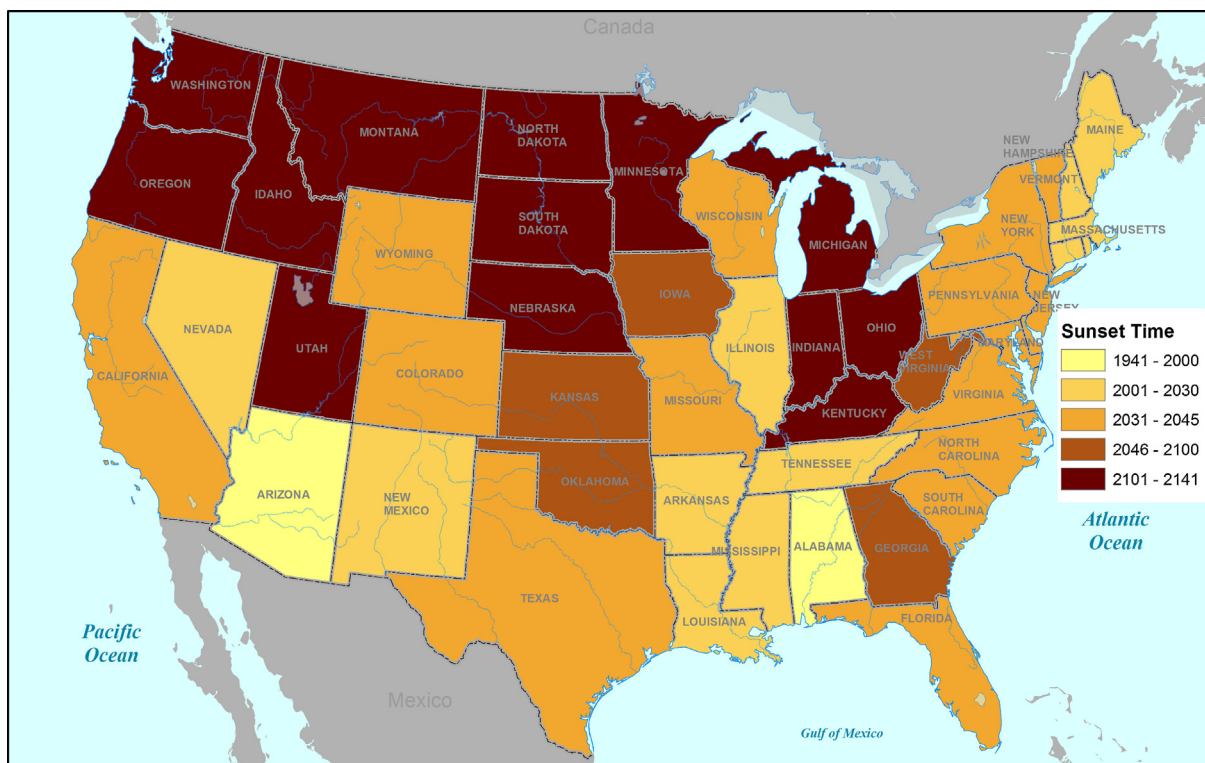 Canada
WASHINGTON
MONTANA
NORTH
DAKOTA
MINNESOTA
MAINE
NEW
HAMPSHIRE
VERMONT
OREGON
IDAHO
SOUTH
DAKOTA
WISCONSIN
MICHIGAN
NEW
YORK
MASSACHUSETTS
WYOMING
IOWA
PENNSYLVANIA
NEW
JERSEY
NEBRASKA
NEVADA
UTAH
ILLINOIS
INDIANA
OHIO
MARYLAND
WEST
VIRGINIA
CALIFORNIA
COLORADO
KANSAS
MISSOURI
KENTUCKY
VIRGINIA
Sunset Time
1941 - 2000
2001 - 2030
2031 - 2045
2046 - 2100
2101 - 2141
ARIZONA
NEW
MEXICO
OKLAHOMA
ARKANSAS
TENNESSEE
NORTH
CAROLINA
SOUTH
CAROLINA
MISSISSIPPI
ALABAMA
GEORGIA
Atlantic
Ocean
TEXAS
LOUISIANA
FLORIDA
Pacific
Ocean
Mexico
Gulf of Mexico